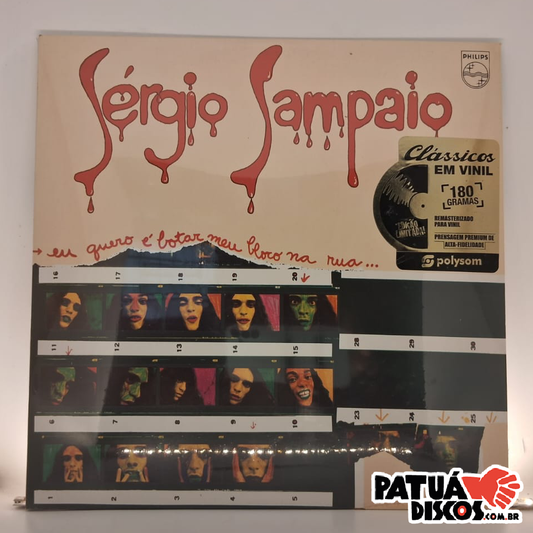 Sérgio Sampaio
PHILIPS
Clássicos
EM VINIL
180
GRAMAS
REMASTERIZADO
PARA VINIL
PRENSAGEM PREMIUM DE
ALTA-FIDELIDADE
polysom
eu quero é botar meu bloco na rua...
16 17 18 19 20
11 12 13 14 15
28 29 30
6 7 8 9 10
23 24 25
1 2 3 4 5
PATUÁ
DISCOS.COM.BR